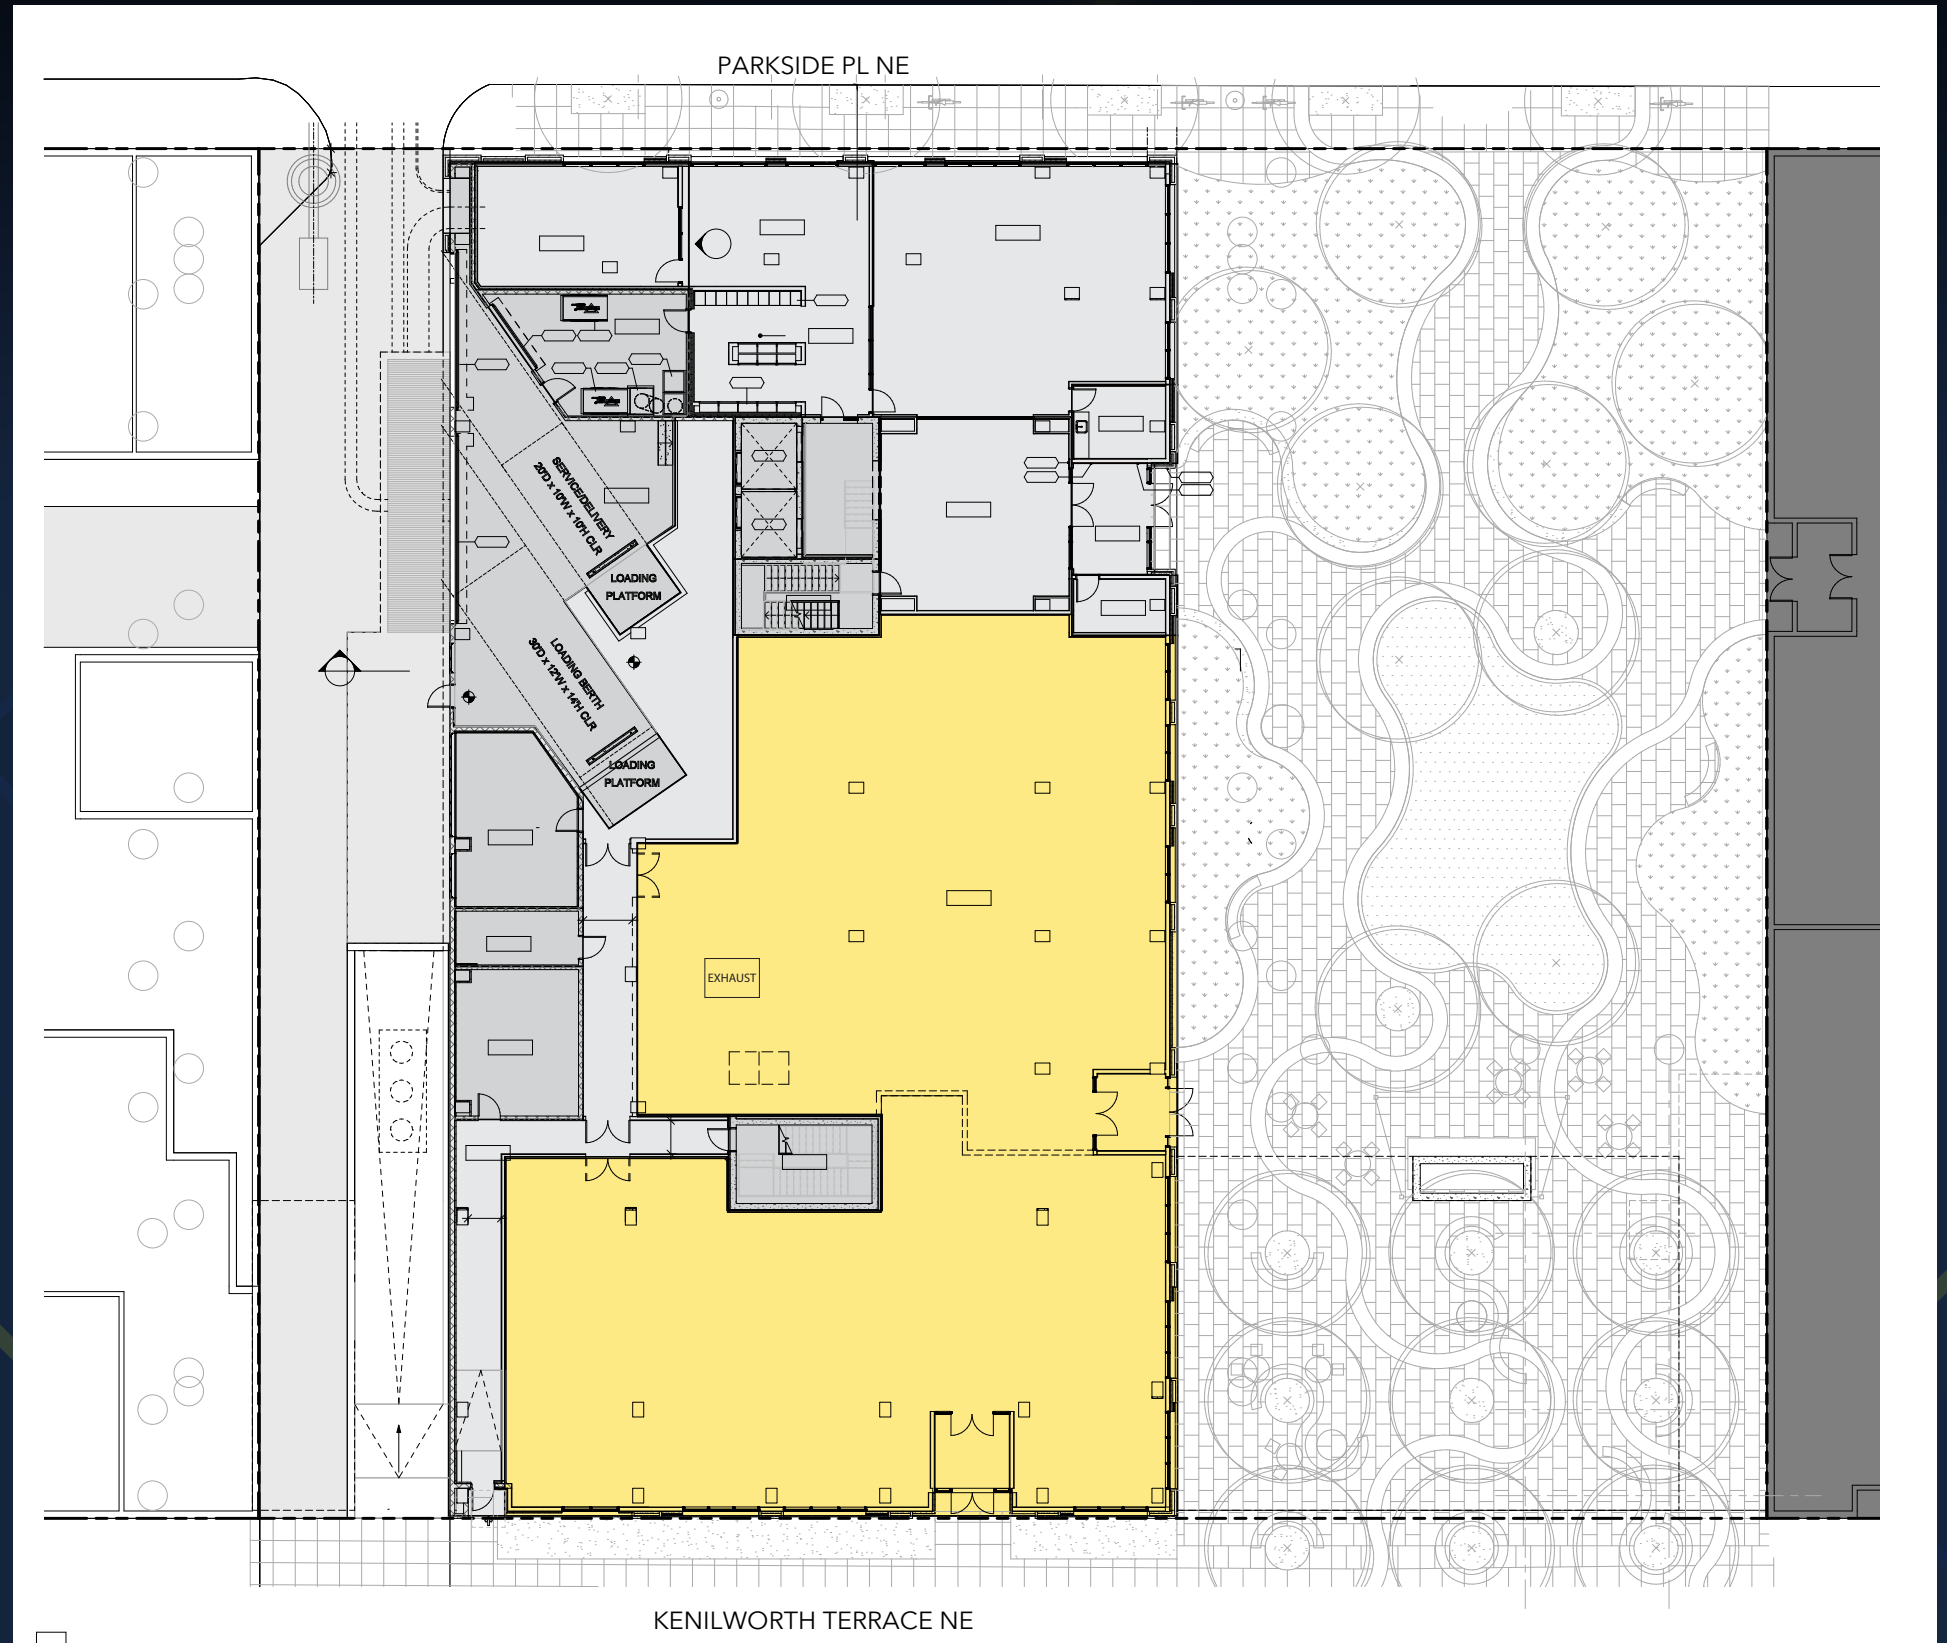 PARKSIDE PL NE
SERVICE/DELIVERY
20'D x 10'W x 10'H CLR
LOADING
PLATFORM
LOADING BERTH
30'D x 12'W x 14'H CLR
LOADING
PLATFORM
EXHAUST
KENILWORTH TERRACE NE